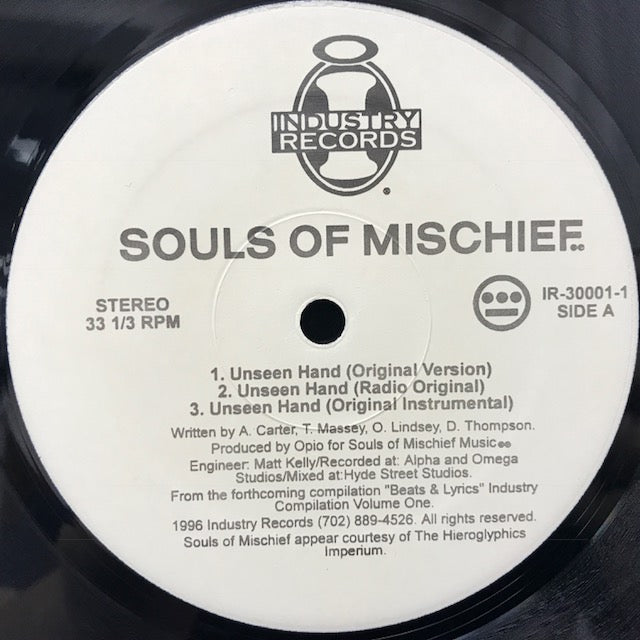 INDUSTRY
RECORDS
SOULS OF MISCHIEF
STEREO
33 1/3 RPM
IR-30001-1
SIDE A
1. Unseen Hand (Original Version)
2. Unseen Hand (Radio Original)
3. Unseen Hand (Original Instrumental)
Written by A. Carter, T. Massey, O. Lindsey, D. Thompson.
Produced by Opio for Souls of Mischief Music
Engineer: Matt Kelly/Recorded at: Alpha and Omega
Studios/Mixed at:Hyde Street Studios.
From the forthcoming compilation "Beats & Lyrics" Industry
Compilation Volume One.
1996 Industry Records (702) 889-4526. All rights reserved.
Souls of Mischief appear courtesy of The Hieroglyphics
Imperium.